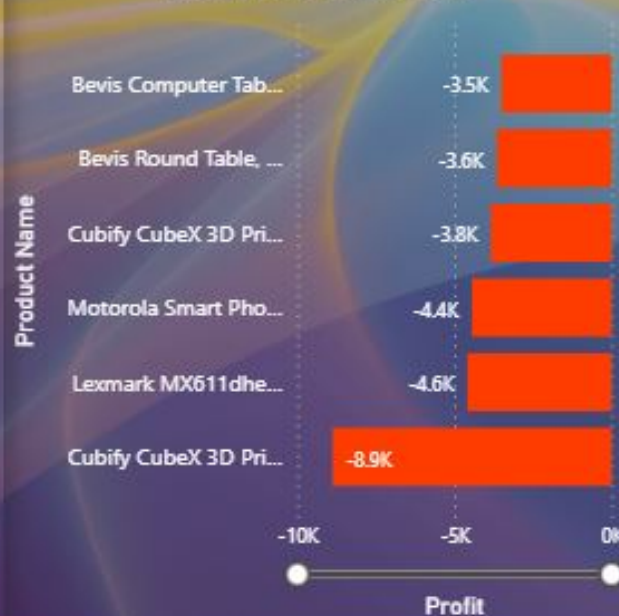 Bevis Computer Tab... -3.5K
Bevis Round Table, ... -3.6K
Cubify CubeX 3D Pri... -3.8K
Motorola Smart Pho... -4.4K
Lexmark MX611dhe... -4.6K
Cubify CubeX 3D Pri... -8.9K
Product Name
-10K -5K 0K
Profit